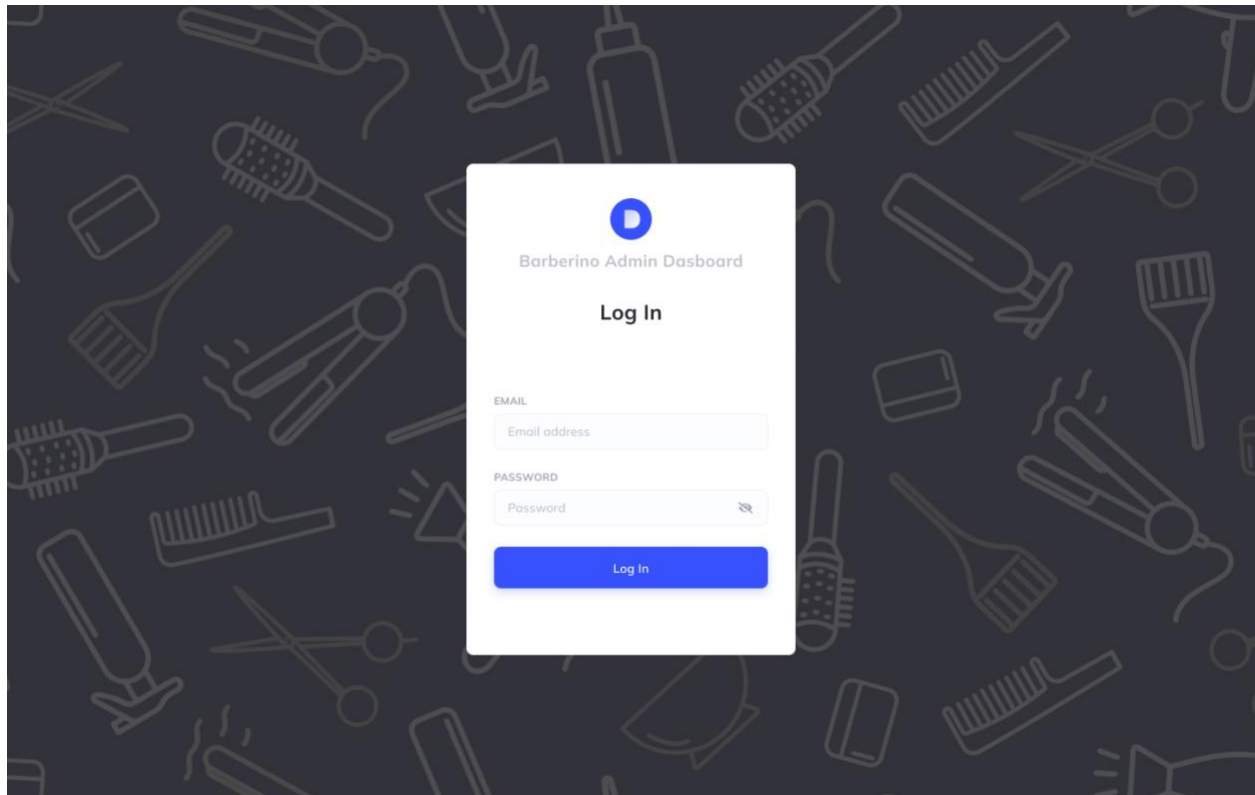 D
Barberino Admin Dasboard
Log In
EMAIL
Email address
PASSWORD
Password
Log In